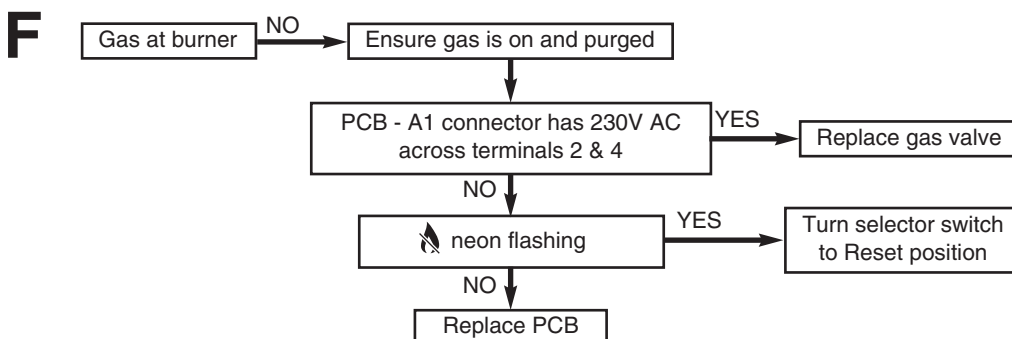 F
Gas at burner
NO
Ensure gas is on and purged
PCB - A1 connector has 230V AC
across terminals 2 & 4
YES
Replace gas valve
NO
neon flashing
YES
Turn selector switch
to Reset position
NO
Replace PCB